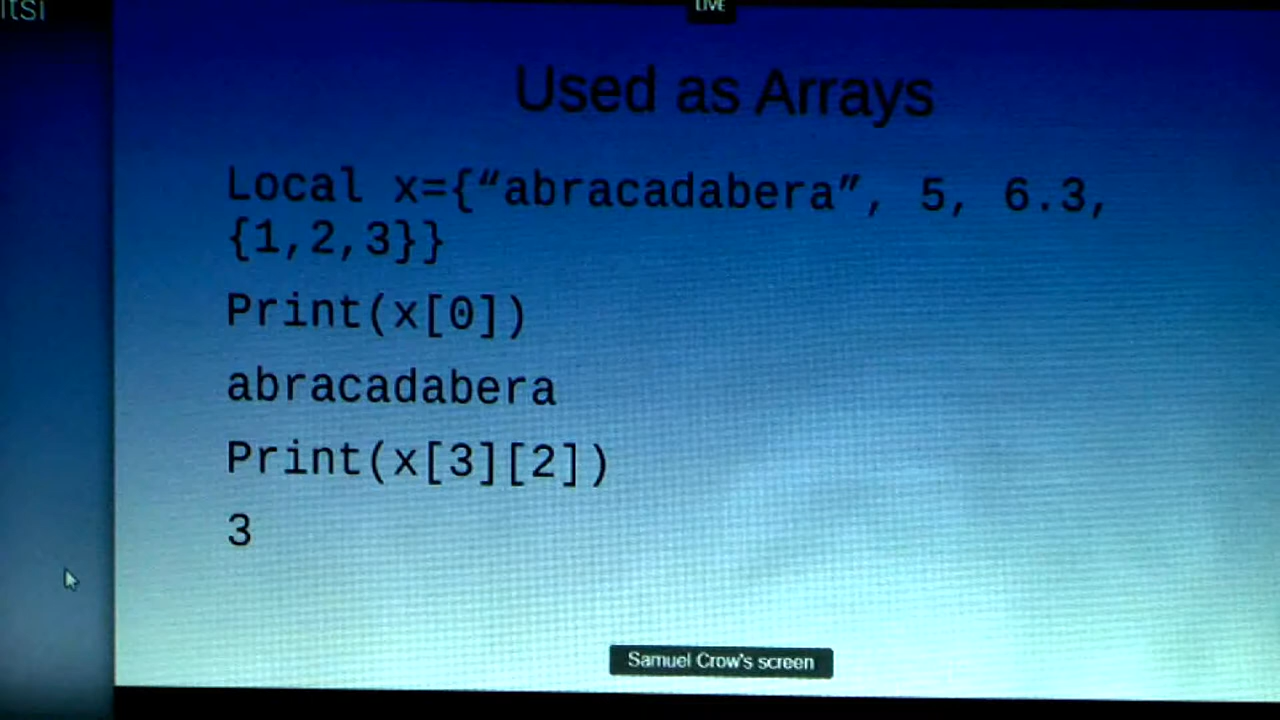 itsi
LIVE
Used as Arrays
Local x={“abracadabera”, 5, 6.3,
{1,2,3}}
Print(x[0])
abracadabera
Print(x[3][2])
3
Samuel Crow's screen